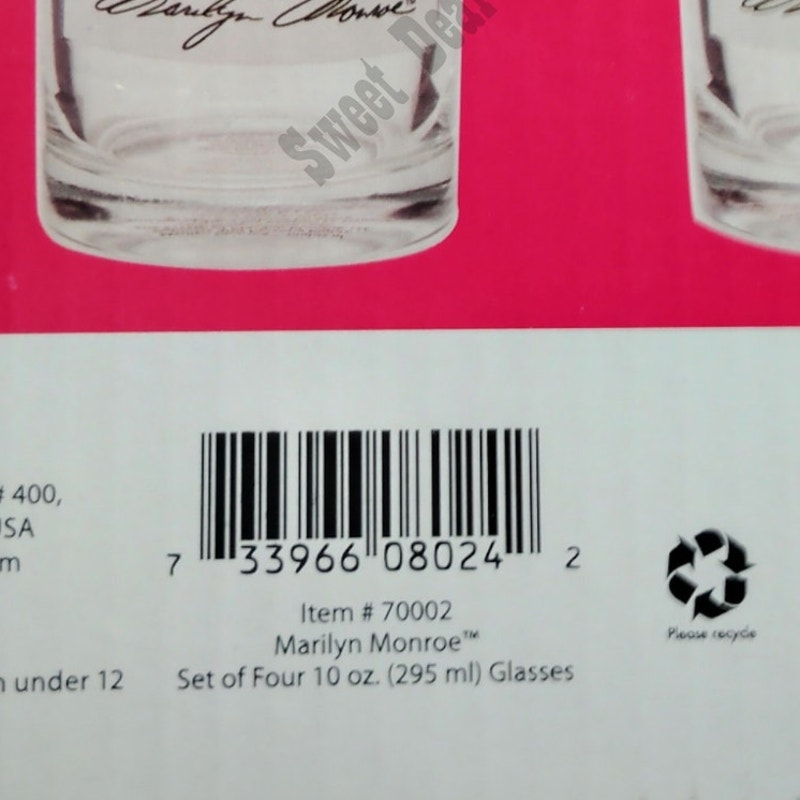 Marilyn Monroe
Sweet Dea
# 400,
USA
m
7 33966 08024 2
Item # 70002
Marilyn Monroe™
n under 12
Set of Four 10 oz. (295 ml) Glasses
Please recycle